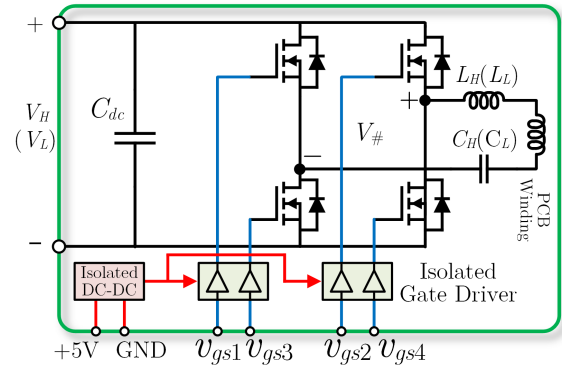 +
V_H
(V_L)
−
C_dc
−
V_#
+
L_H(L_L)
C_H(C_L)
PCB
Winding
Isolated
DC-DC
Isolated
Gate Driver
+5V
GND
v_gs1
v_gs3
v_gs2
v_gs4